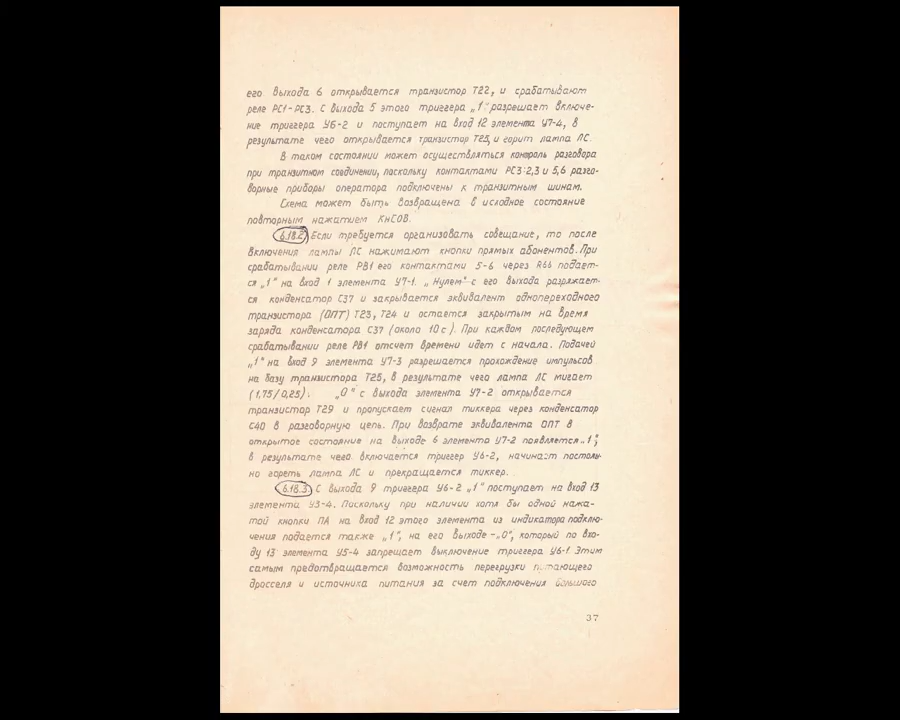 его выхода 6 открывается транзистор Т22, и срабатывают
реле РС1-РС3. С выхода 5 этого триггера „1" разрешает включе-
ние триггера У6-2 и поступает на вход 12 элемента У7-4, в
результате чего открывается транзистор Т25, и горит лампа ЛС.
В таком состоянии может осуществляться контроль разговора
при транзитном соединении, поскольку контактами РС3:2,3 и 5,6 разго-
ворные приборы оператора подключены к транзитным шинам.
Схема может быть возвращена в исходное состояние
повторным нажатием КнСОВ.
6.18.2. Если требуется организовать совещание, то после
включения лампы ЛС нажимают кнопки прямых абонентов. При
срабатывании реле РВ1 его контактами 5-6 через R66 подает-
ся „1" на вход 1 элемента У7-1. „Нулем" с его выхода разряжает-
ся конденсатор С37 и закрывается эквивалент однопереходного
транзистора (ОПТ) Т23, Т24 и остается закрытым на время
заряда конденсатора С37 (около 10с). При каждом последующем
срабатывании реле РВ1 отсчет времени идет с начала. Подачей
„1" на вход 9 элемента У7-3 разрешается прохождение импульсов
на базу транзистора Т25, в результате чего лампа ЛС мигает
(1,75/0,25). „0" с выхода элемента У7-2 открывается
транзистор Т29 и пропускает сигнал тиккера через конденсатор
С40 в разговорную цепь. При возврате эквивалента ОПТ в
открытое состояние на выходе 6 элемента У7-2 появляется „1",
в результате чего включается триггер У6-2, начинает постоян-
но гореть лампа ЛС и прекращается тиккер.
6.18.3. С выхода 9 триггера У6-2 „1" поступает на вход 13
элемента У3-4. Поскольку при наличии хотя бы одной нажа-
той кнопки ПА на вход 12 этого элемента из индикатора подклю-
чения подается также „1", на его выходе -„0", который по вхо-
ду 13 элемента У5-4 запрещает выключение триггера У6-1. Этим
самым предотвращается возможность перегрузки питающего
дросселя и источника питания за счет подключения большого
37